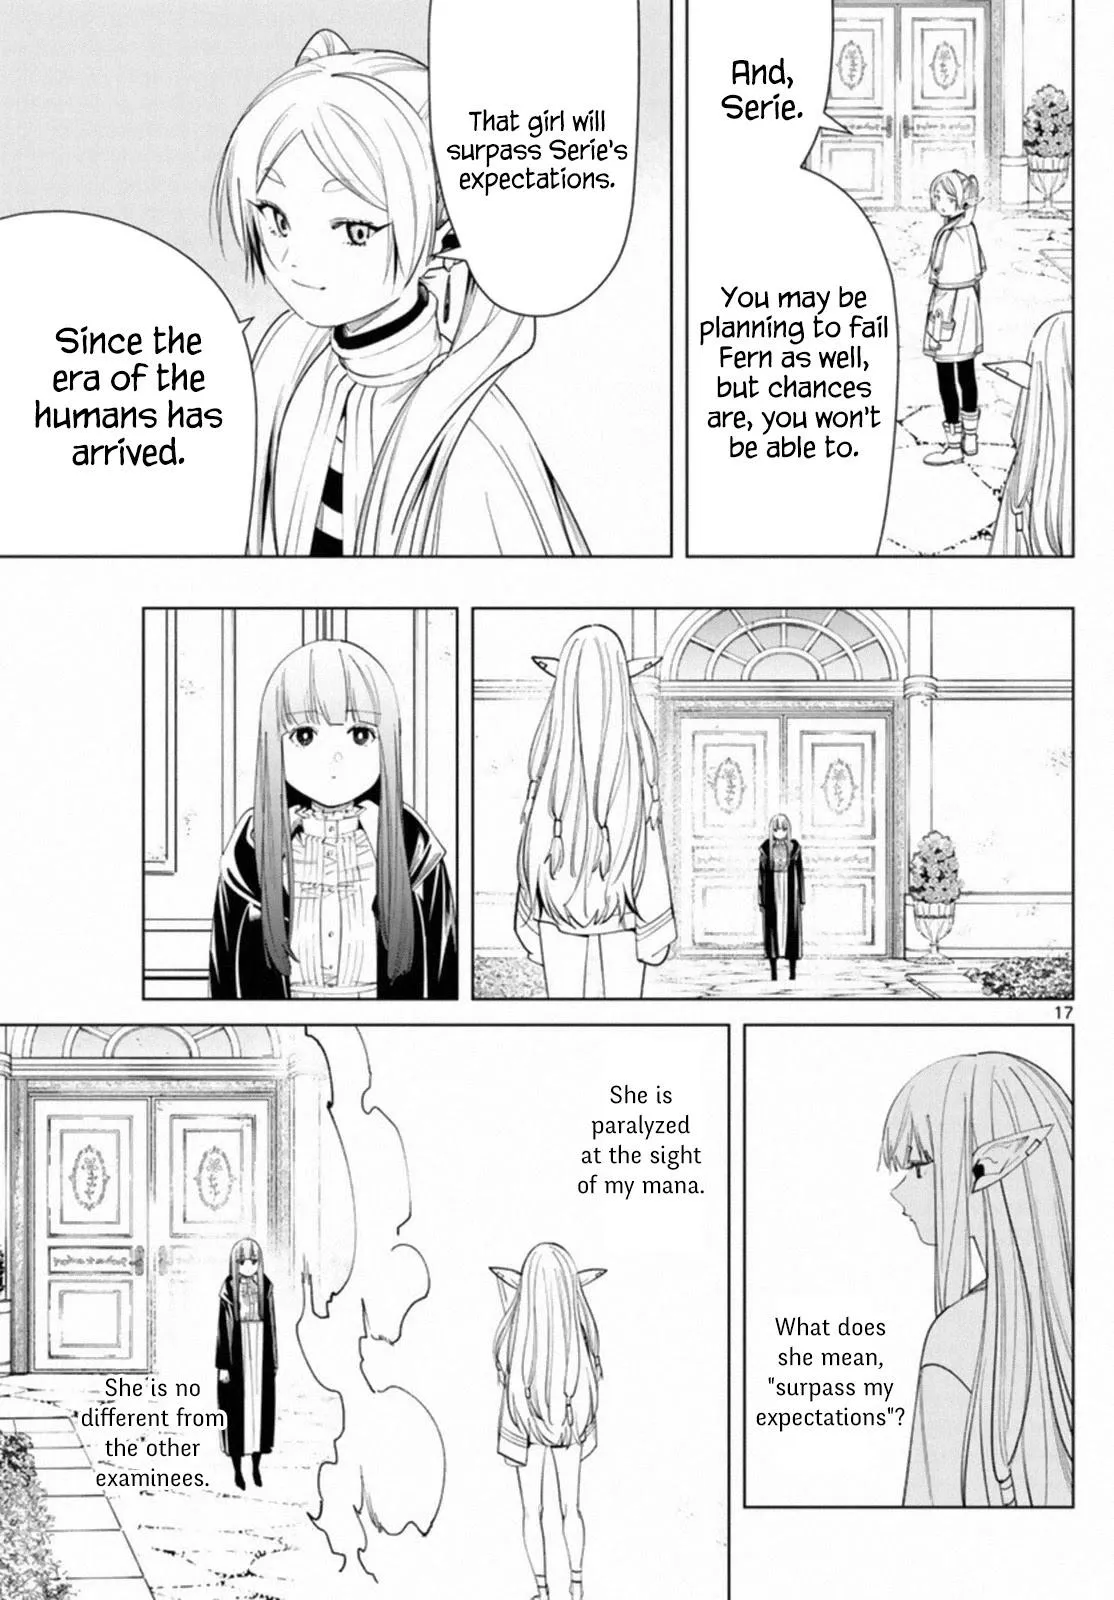 And,
Serie.
You may be
planning to fail
Fern as well,
but chances
are, you won't
be able to.
That girl will
surpass Serie's
expectations.
Since the
era of the
humans has
arrived.
17
What does
she mean,
"surpass my
expectations"?
She is
paralyzed
at the sight
of my mana.
She is no
different from
the other
examinees.